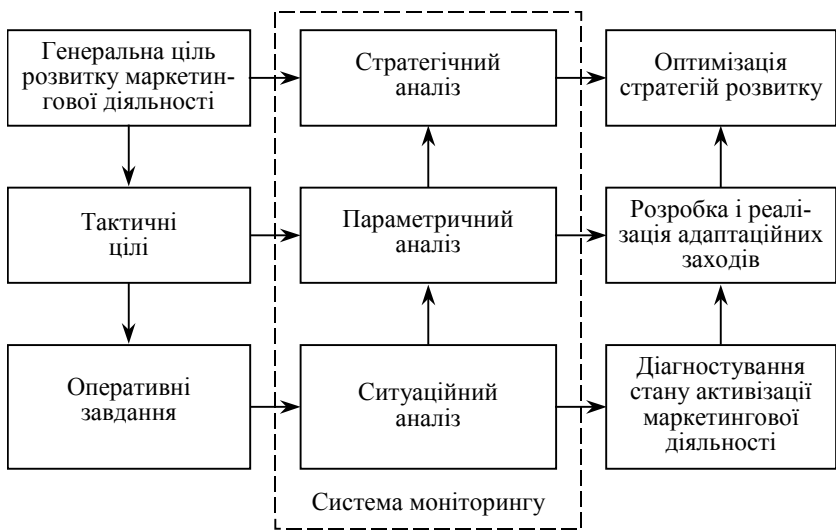 Генеральна ціль
розвитку маркетин-
гової діяльності
Стратегічний
аналіз
Оптимізація
стратегій розвитку
Тактичні
цілі
Параметричний
аналіз
Розробка і реалі-
зація адаптаційних
заходів
Оперативні
завдання
Ситуаційний
аналіз
Діагностування
стану активізації
маркетингової
діяльності
Система моніторингу